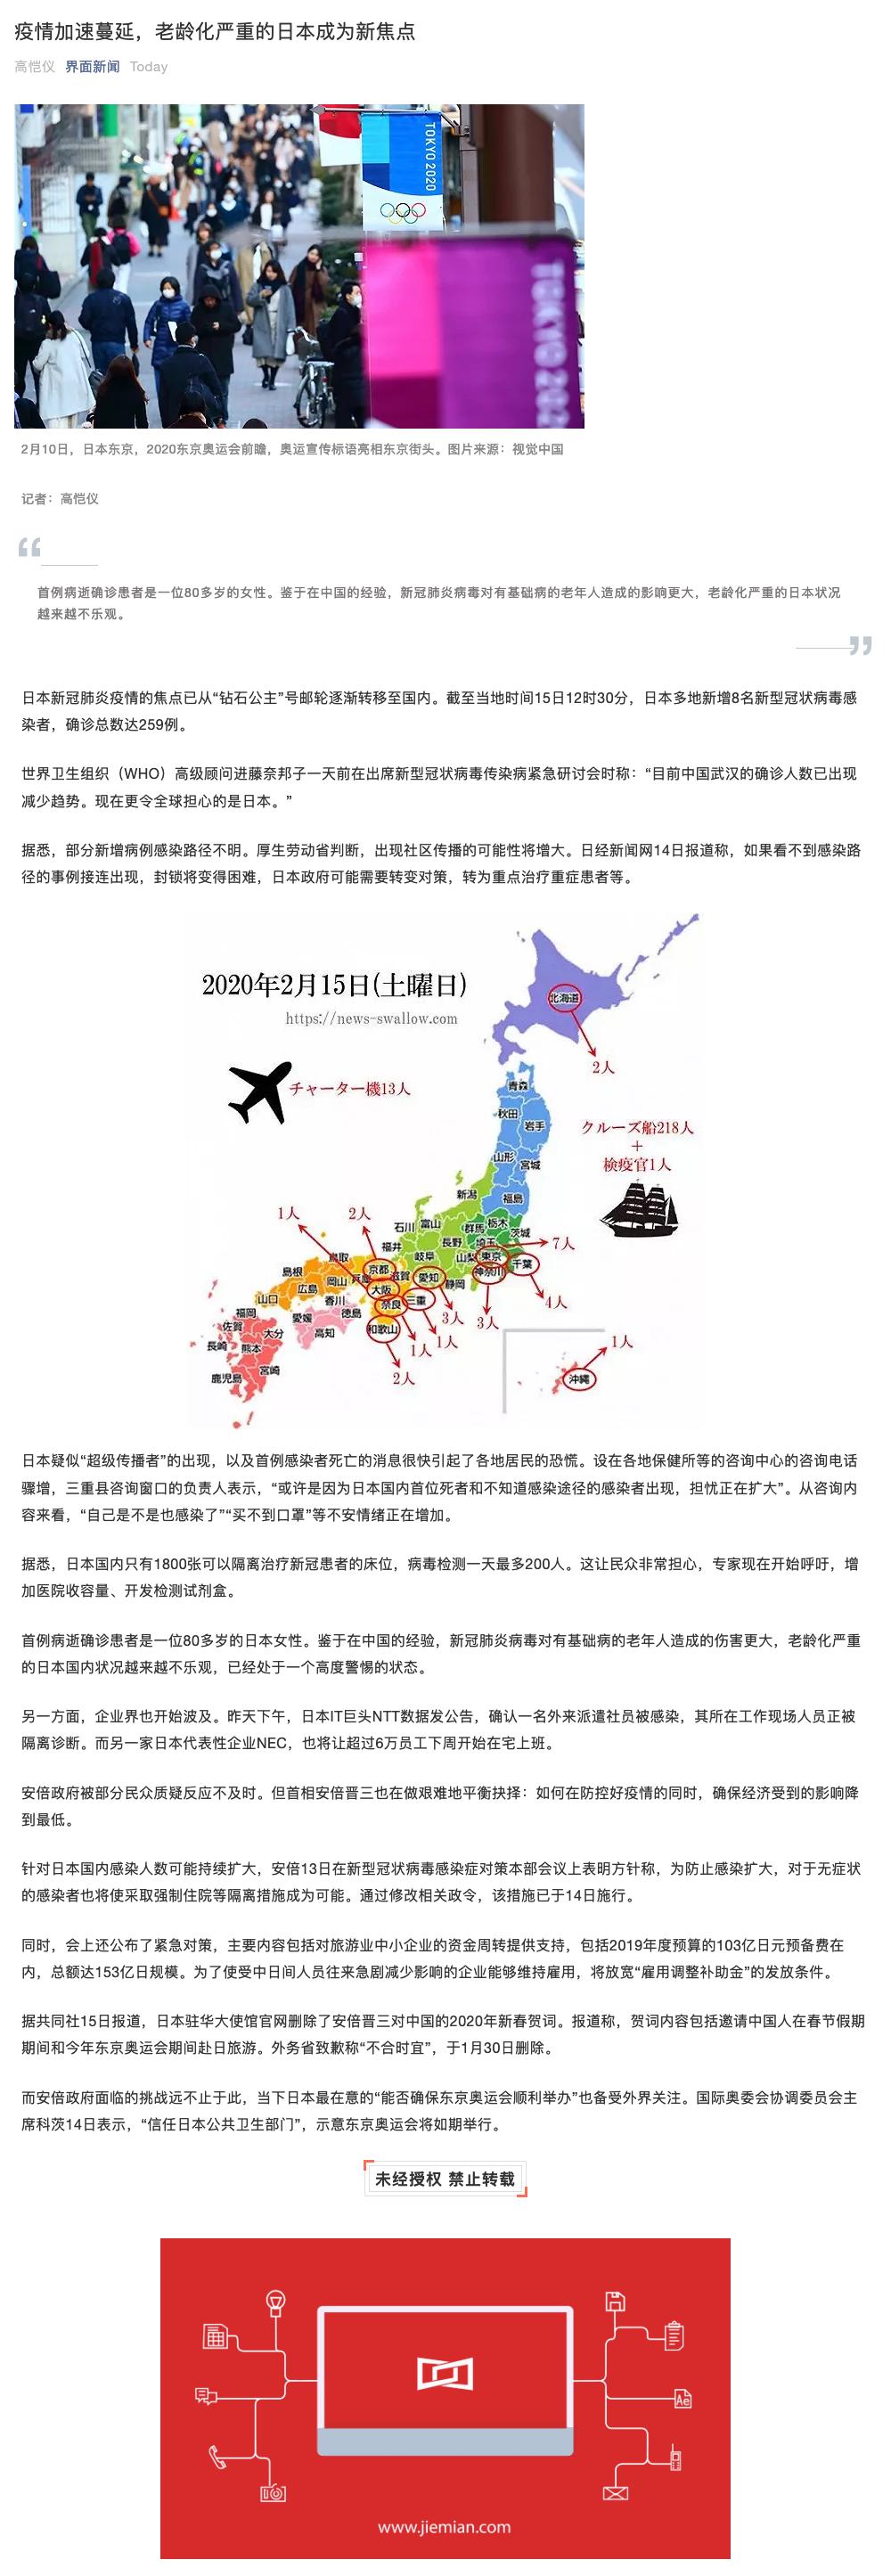 疫情加速蔓延，老龄化严重的日本成为新焦点
高恺仪 界面新闻 Today
TOKYO 2020
TOKYO 202
2月10日，日本东京，2020东京奥运会前瞻，奥运宣传标语亮相东京街头。图片来源：视觉中国
记者：高恺仪
“
首例病逝确诊患者是一位80多岁的女性。鉴于在中国的经验，新冠肺炎病毒对有基础病的老年人造成的影响更大，老龄化严重的日本状况
越来越不乐观。
”
日本新冠肺炎疫情的焦点已从“钻石公主”号邮轮逐渐转移至国内。截至当地时间15日12时30分，日本多地新增8名新型冠状病毒感
染者，确诊总数达259例。
世界卫生组织（WHO）高级顾问进藤奈邦子一天前在出席新型冠状病毒传染病紧急研讨会时称：“目前中国武汉的确诊人数已出现
减少趋势。现在更令全球担心的是日本。”
据悉，部分新增病例感染路径不明。厚生劳动省判断，出现社区传播的可能性将增大。日经新闻网14日报道称，如果看不到感染路
径的事例接连出现，封锁将变得困难，日本政府可能需要转变对策，转为重点治疗重症患者等。
2020年2月15日(土曜日)
https://news-swallow.com
北海道
2人
チャーター機13人
青森
秋田
岩手
クルーズ船218人
+
検疫官1人
山形
宮城
新潟
福島
1人
2人
石川
富山
群馬
栃木
茨城
福井
長野
埼玉
7人
鳥取
岐阜
山梨
東京
島根
京都
滋賀
愛知
神奈川
千葉
岡山
兵庫
静岡
広島
大阪
山口
香川
奈良
三重
4人
福岡
愛媛
徳島
3人
3人
佐賀
大分
高知
和歌山
1人
1人
長崎
熊本
1人
宮崎
2人
鹿児島
沖縄
日本疑似“超级传播者”的出现，以及首例感染者死亡的消息很快引起了各地居民的恐慌。设在各地保健所等的咨询中心的咨询电话
骤增，三重县咨询窗口的负责人表示，“或许是因为日本国内首位死者和不知道感染途径的感染者出现，担忧正在扩大”。从咨询内
容来看，“自己是不是也感染了”“买不到口罩”等不安情绪正在增加。
据悉，日本国内只有1800张可以隔离治疗新冠患者的床位，病毒检测一天最多200人。这让民众非常担心，专家现在开始呼吁，增
加医院收容量、开发检测试剂盒。
首例病逝确诊患者是一位80多岁的日本女性。鉴于在中国的经验，新冠肺炎病毒对有基础病的老年人造成的伤害更大，老龄化严重
的日本国内状况越来越不乐观，已经处于一个高度警惕的状态。
另一方面，企业界也开始波及。昨天下午，日本IT巨头NTT数据发公告，确认一名外来派遣社员被感染，其所在工作现场人员正被
隔离诊断。而另一家日本代表性企业NEC，也将让超过6万员工下周开始在宅上班。
安倍政府被部分民众质疑反应不及时。但首相安倍晋三也在做艰难地平衡抉择：如何在防控好疫情的同时，确保经济受到的影响降
到最低。
针对日本国内感染人数可能持续扩大，安倍13日在新型冠状病毒感染症对策本部会议上表明方针称，为防止感染扩大，对于无症状
的感染者也将使采取强制住院等隔离措施成为可能。通过修改相关政令，该措施已于14日施行。
同时，会上还公布了紧急对策，主要内容包括对旅游业中小企业的资金周转提供支持，包括2019年度预算的103亿日元预备费在
内，总额达153亿日规模。为了使受中日间人员往来急剧减少影响的企业能够维持雇用，将放宽“雇用调整补助金”的发放条件。
据共同社15日报道，日本驻华大使馆官网删除了安倍晋三对中国的2020年新春贺词。报道称，贺词内容包括邀请中国人在春节假期
期间和今年东京奥运会期间赴日旅游。外务省致歉称“不合时宜”，于1月30日删除。
而安倍政府面临的挑战远不止于此，当下日本最在意的“能否确保东京奥运会顺利举办”也备受外界关注。国际奥委会协调委员会主
席科茨14日表示，“信任日本公共卫生部门”，示意东京奥运会将如期举行。
未经授权 禁止转载
Ae
www.jiemian.com